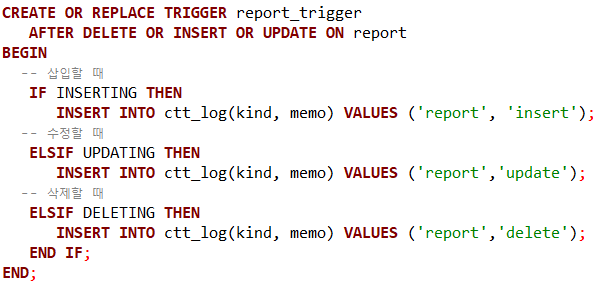 CREATE OR REPLACE TRIGGER report_trigger
AFTER DELETE OR INSERT OR UPDATE ON report
BEGIN
-- 삽입할 때
IF INSERTING THEN
INSERT INTO ctt_log(kind, memo) VALUES ('report', 'insert');
-- 수정할 때
ELSIF UPDATING THEN
INSERT INTO ctt_log(kind, memo) VALUES ('report','update');
-- 삭제할 때
ELSIF DELETING THEN
INSERT INTO ctt_log(kind, memo) VALUES ('report','delete');
END IF;
END;